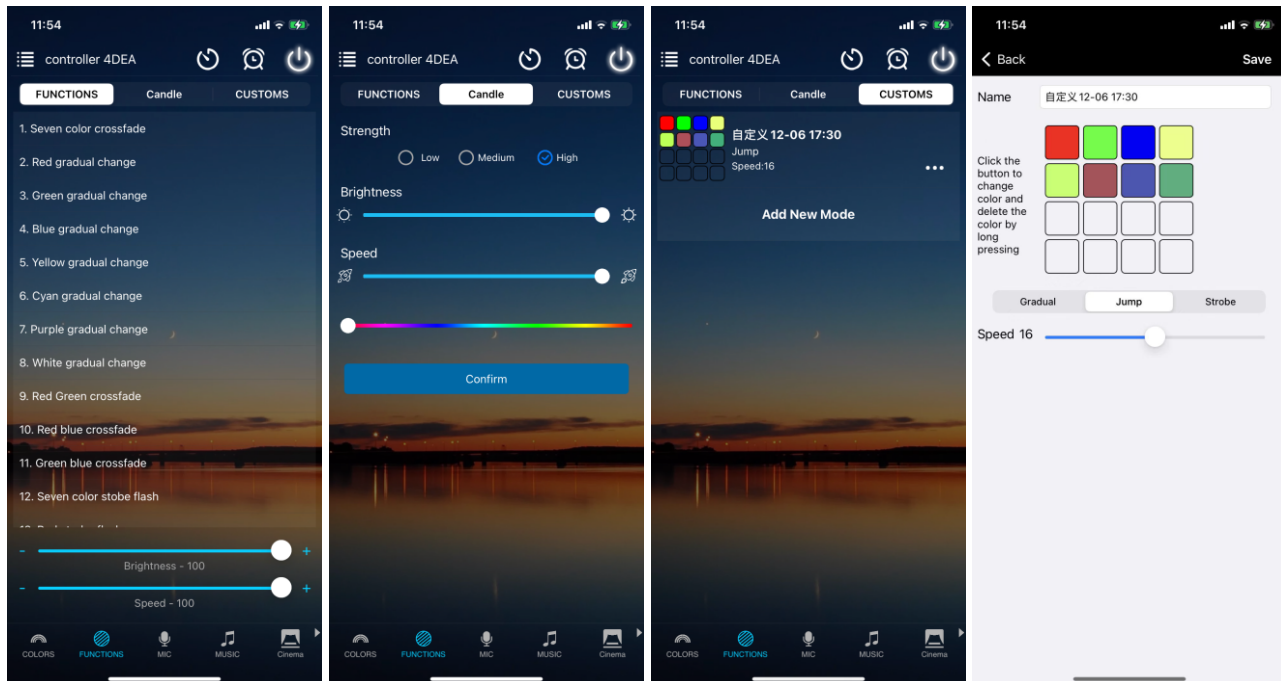 11:54
controller 4DEA
FUNCTIONS Candle CUSTOMS
1. Seven color crossfade
2. Red gradual change
3. Green gradual change
4. Blue gradual change
5. Yellow gradual change
6. Cyan gradual change
7. Purple gradual change
8. White gradual change
9. Red Green crossfade
10. Red blue crossfade
11. Green blue crossfade
12. Seven color stobe flash
- +
Brightness - 100
- +
Speed - 100
COLORS FUNCTIONS MIC MUSIC Cinema
11:54
controller 4DEA
FUNCTIONS Candle CUSTOMS
Strength
Low Medium High
Brightness
Speed
Confirm
COLORS FUNCTIONS MIC MUSIC Cinema
11:54
controller 4DEA
FUNCTIONS Candle CUSTOMS
自定义 12-06 17:30
Jump
Speed:16
Add New Mode
COLORS FUNCTIONS MIC MUSIC Cinema
11:54
Back Save
Name 自定义 12-06 17:30
Click the
button to
change
color and
delete the
color by
long
pressing
Gradual Jump Strobe
Speed 16